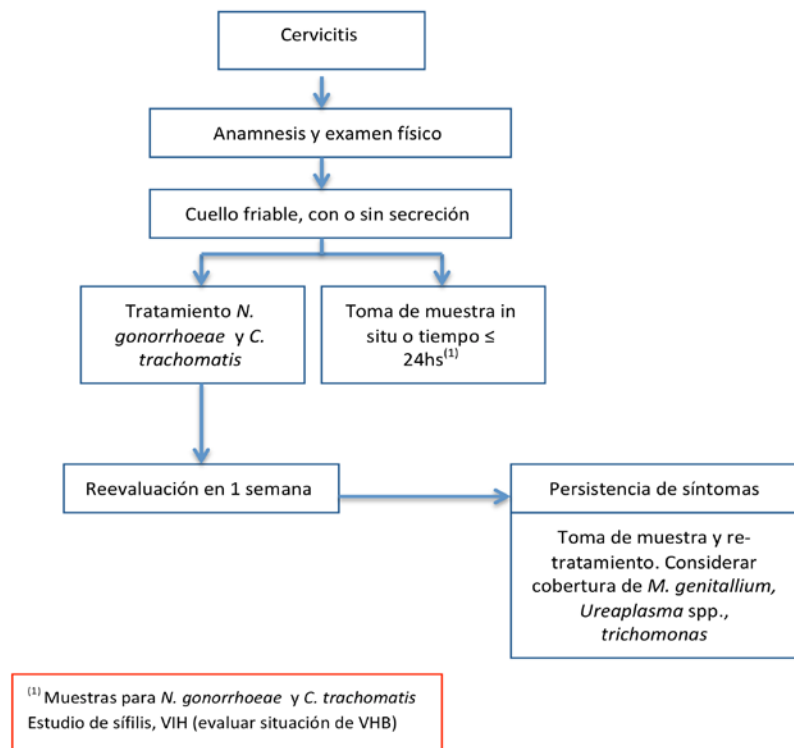 Cervicitis
Anamnesis y examen físico
Cuello friable, con o sin secreción
Tratamiento N.
gonorrhoeae y C.
trachomatis
Toma de muestra in
situ o tiempo ≤
24hs(1)
Reevaluación en 1 semana
Persistencia de síntomas
Toma de muestra y re-
tratamiento. Considerar
cobertura de M. genitallium,
Ureaplasma spp.,
trichomonas
(1) Muestras para N. gonorrhoeae y C. trachomatis
Estudio de sífilis, VIH (evaluar situación de VHB)